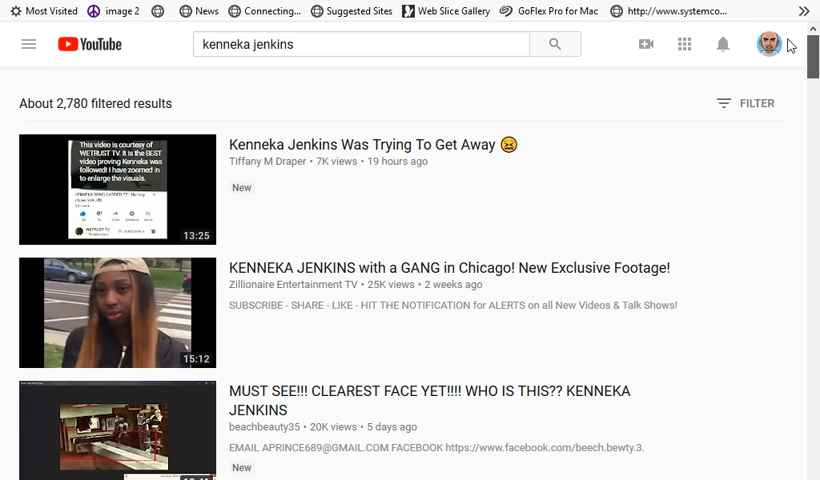 Most Visited image 2 News Connecting... Suggested Sites Web Slice Gallery GoFlex Pro for Mac http://www.systemco...
YouTube
kenneka jenkins
About 2,780 filtered results
FILTER
This video is courtesy of
WETRUST TV. It is the BEST
video proving Kenneka was
followed! I have zoomed in
to enlarge the visuals.
WETRUST TV
13:25
Kenneka Jenkins Was Trying To Get Away
Tiffany M Draper • 7K views • 19 hours ago
New
15:12
KENNEKA JENKINS with a GANG in Chicago! New Exclusive Footage!
Zillionaire Entertainment TV • 25K views • 2 weeks ago
SUBSCRIBE - SHARE - LIKE - HIT THE NOTIFICATION for ALERTS on all New Videos & Talk Shows!
MUST SEE!!! CLEAREST FACE YET!!!! WHO IS THIS?? KENNEKA
JENKINS
beachbeauty35 • 20K views • 5 days ago
EMAIL APRINCE689@GMAIL.COM FACEBOOK https://www.facebook.com/beech.bewty.3.
New